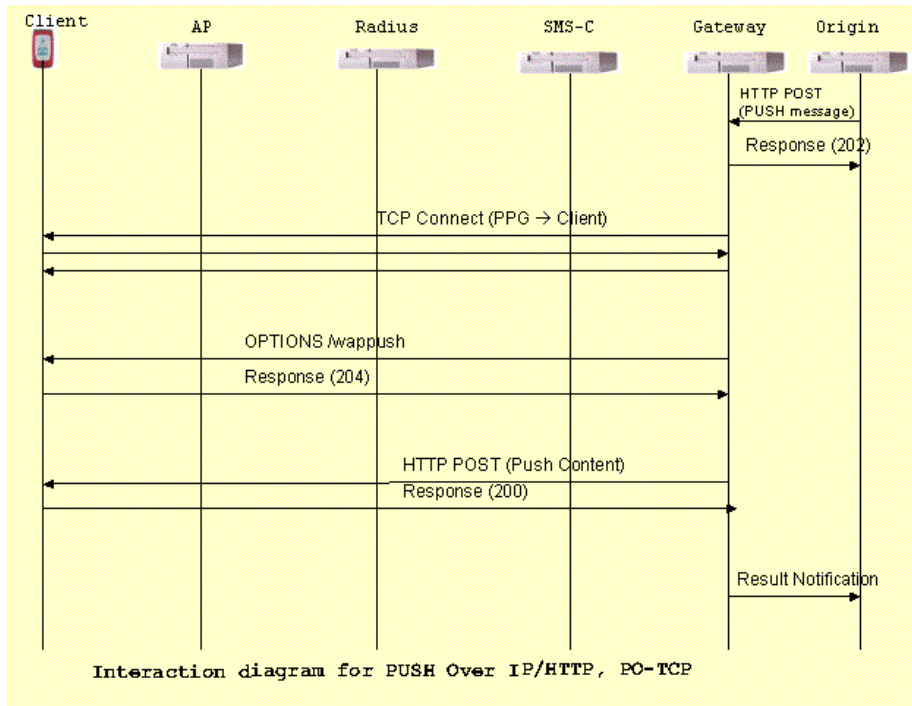 Client
AP
Radius
SMS-C
Gateway
Origin
HTTP POST
(PUSH message)
Response (202)
TCP Connect (PPG → Client)
OPTIONS /wappush
Response (204)
HTTP POST (Push Content)
Response (200)
Result Notification
Interaction diagram for PUSH Over IP/HTTP, PO-TCP